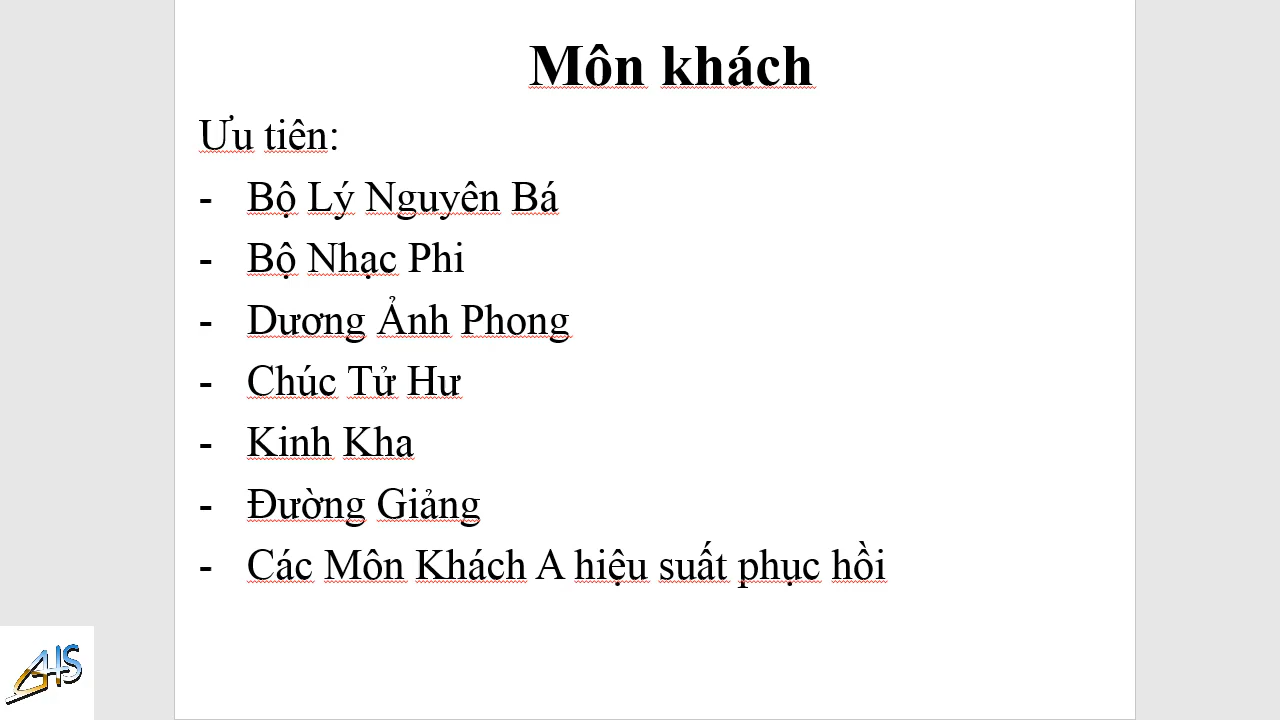 Môn khách
Ưu tiên:
- Bộ Lý Nguyên Bá
- Bộ Nhạc Phi
- Dương Ảnh Phong
- Chúc Tử Hư
- Kinh Kha
- Đường Giảng
- Các Môn Khách A hiệu suất phục hồi
AHS